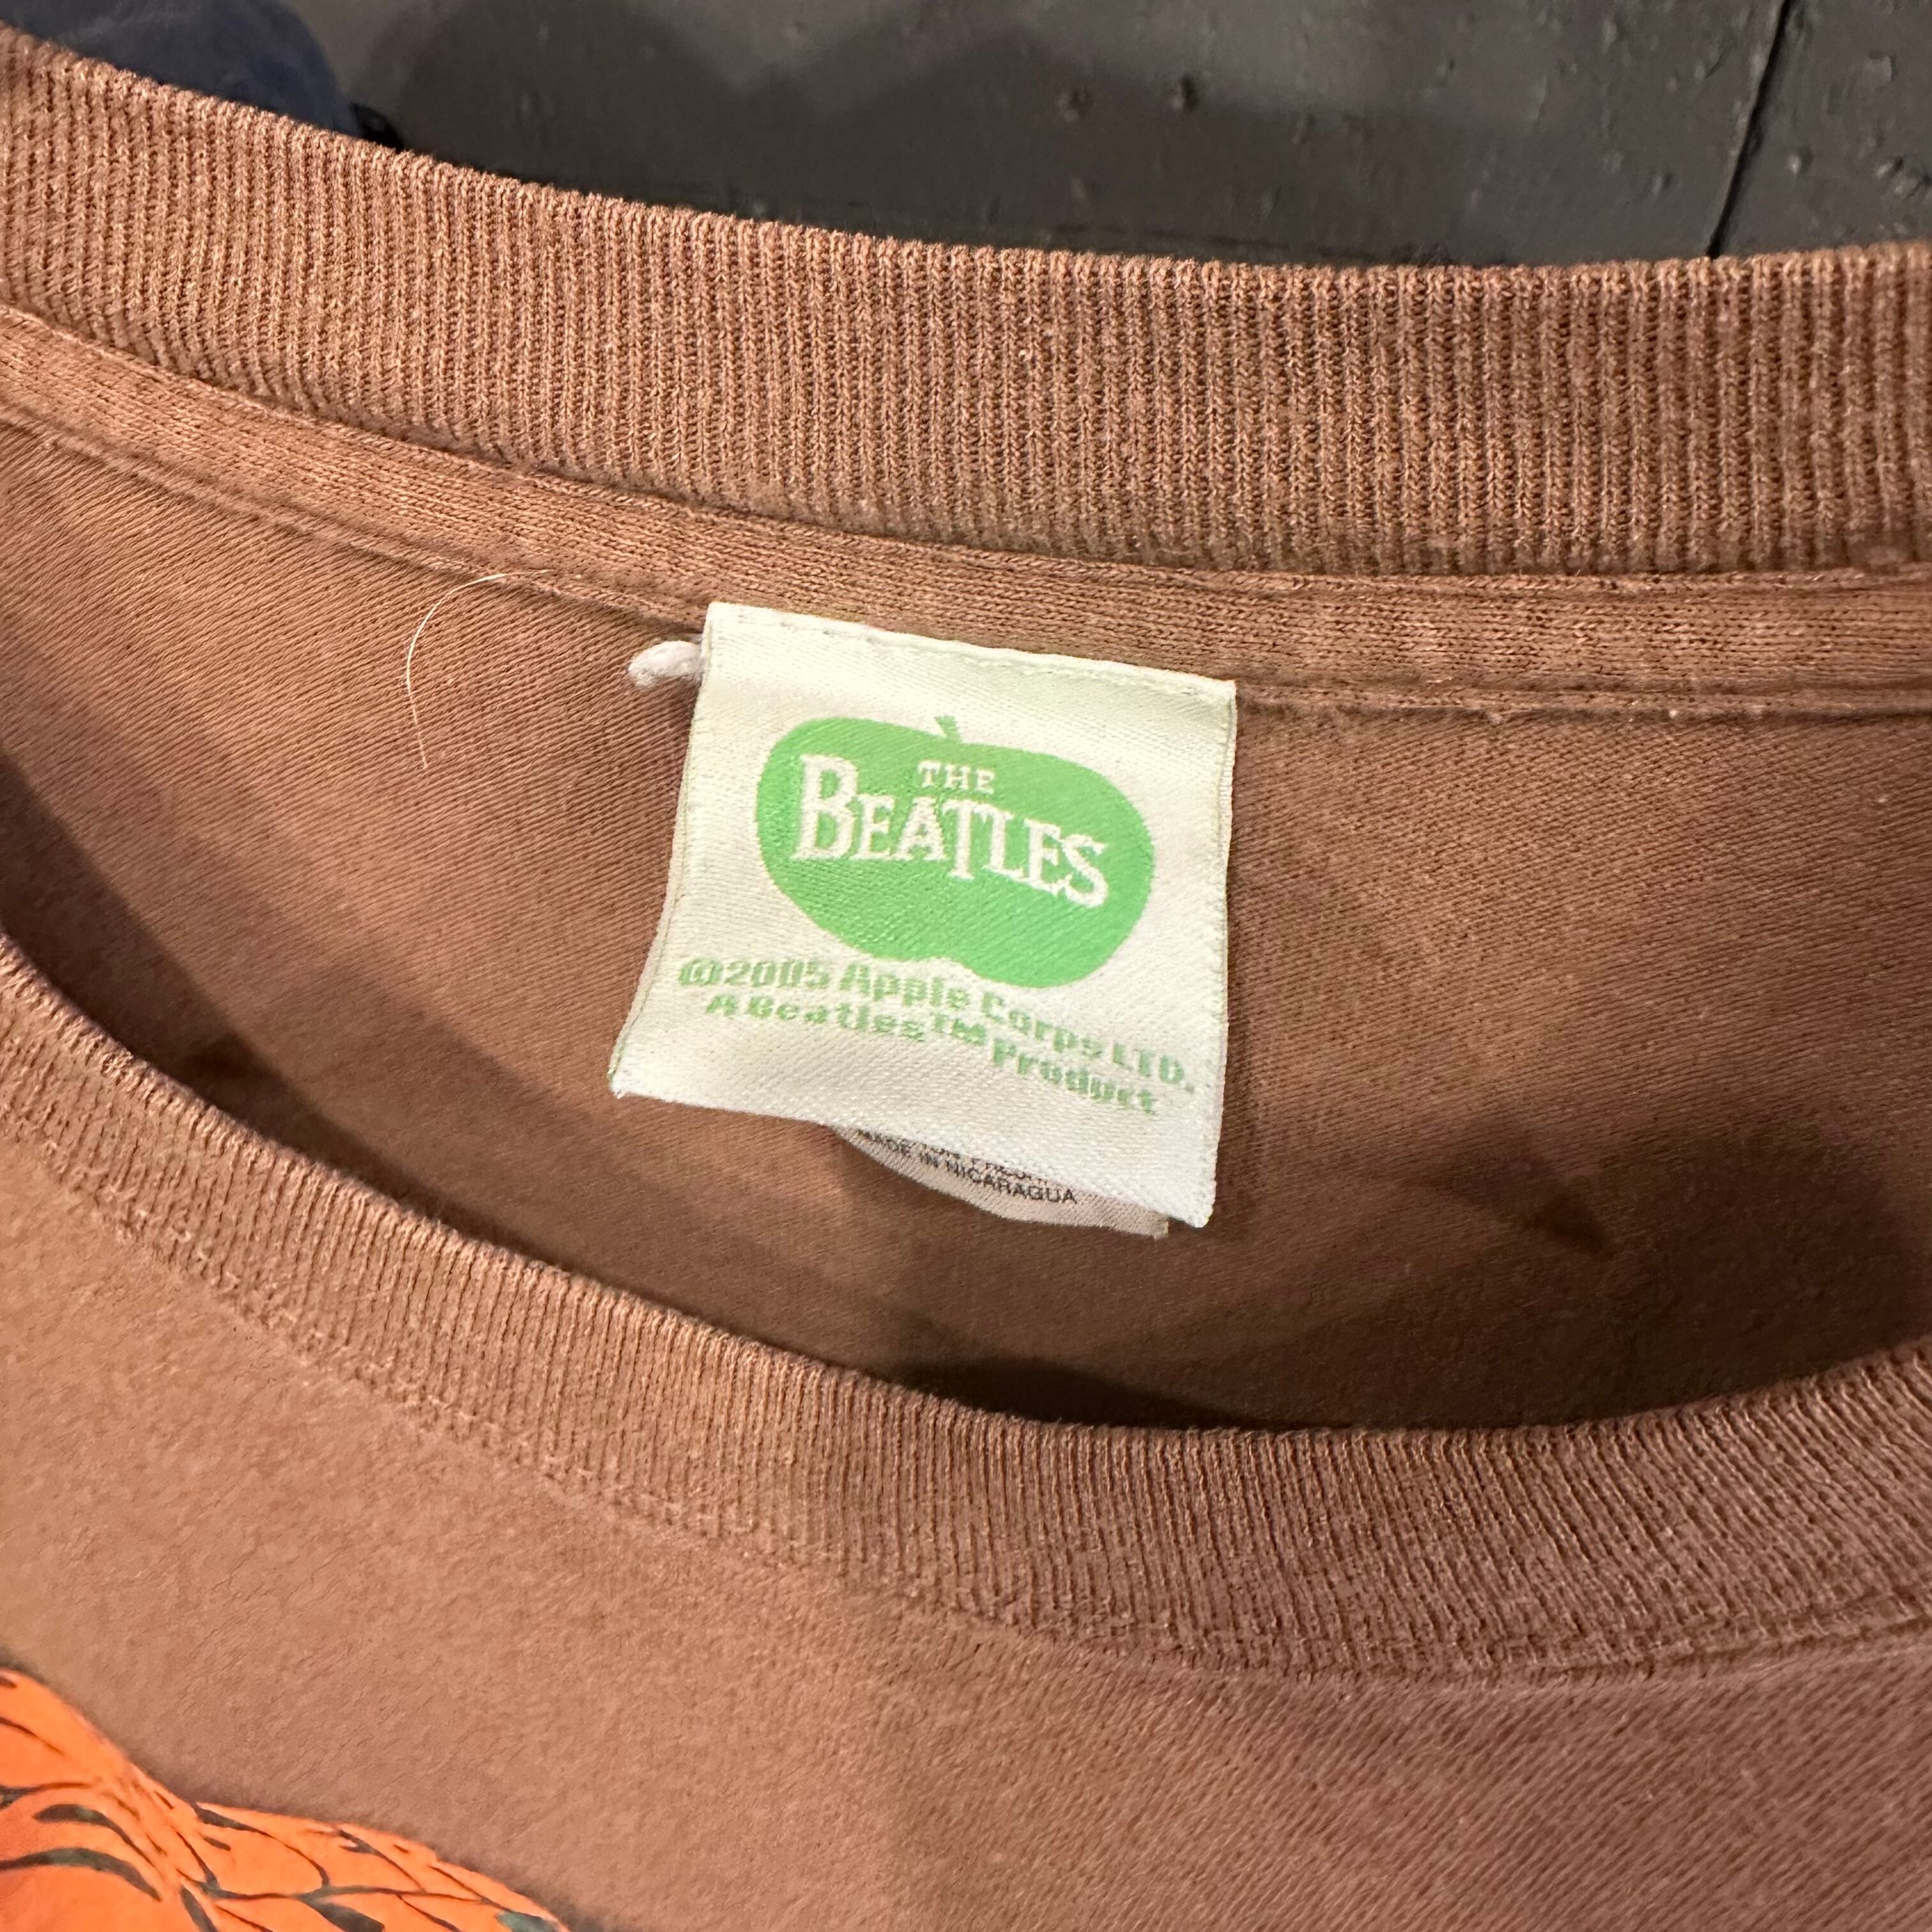 THE
BEATLES
©2005 Apple Corps LTD.
A Beatles™ Product
MADE IN NICARAGUA